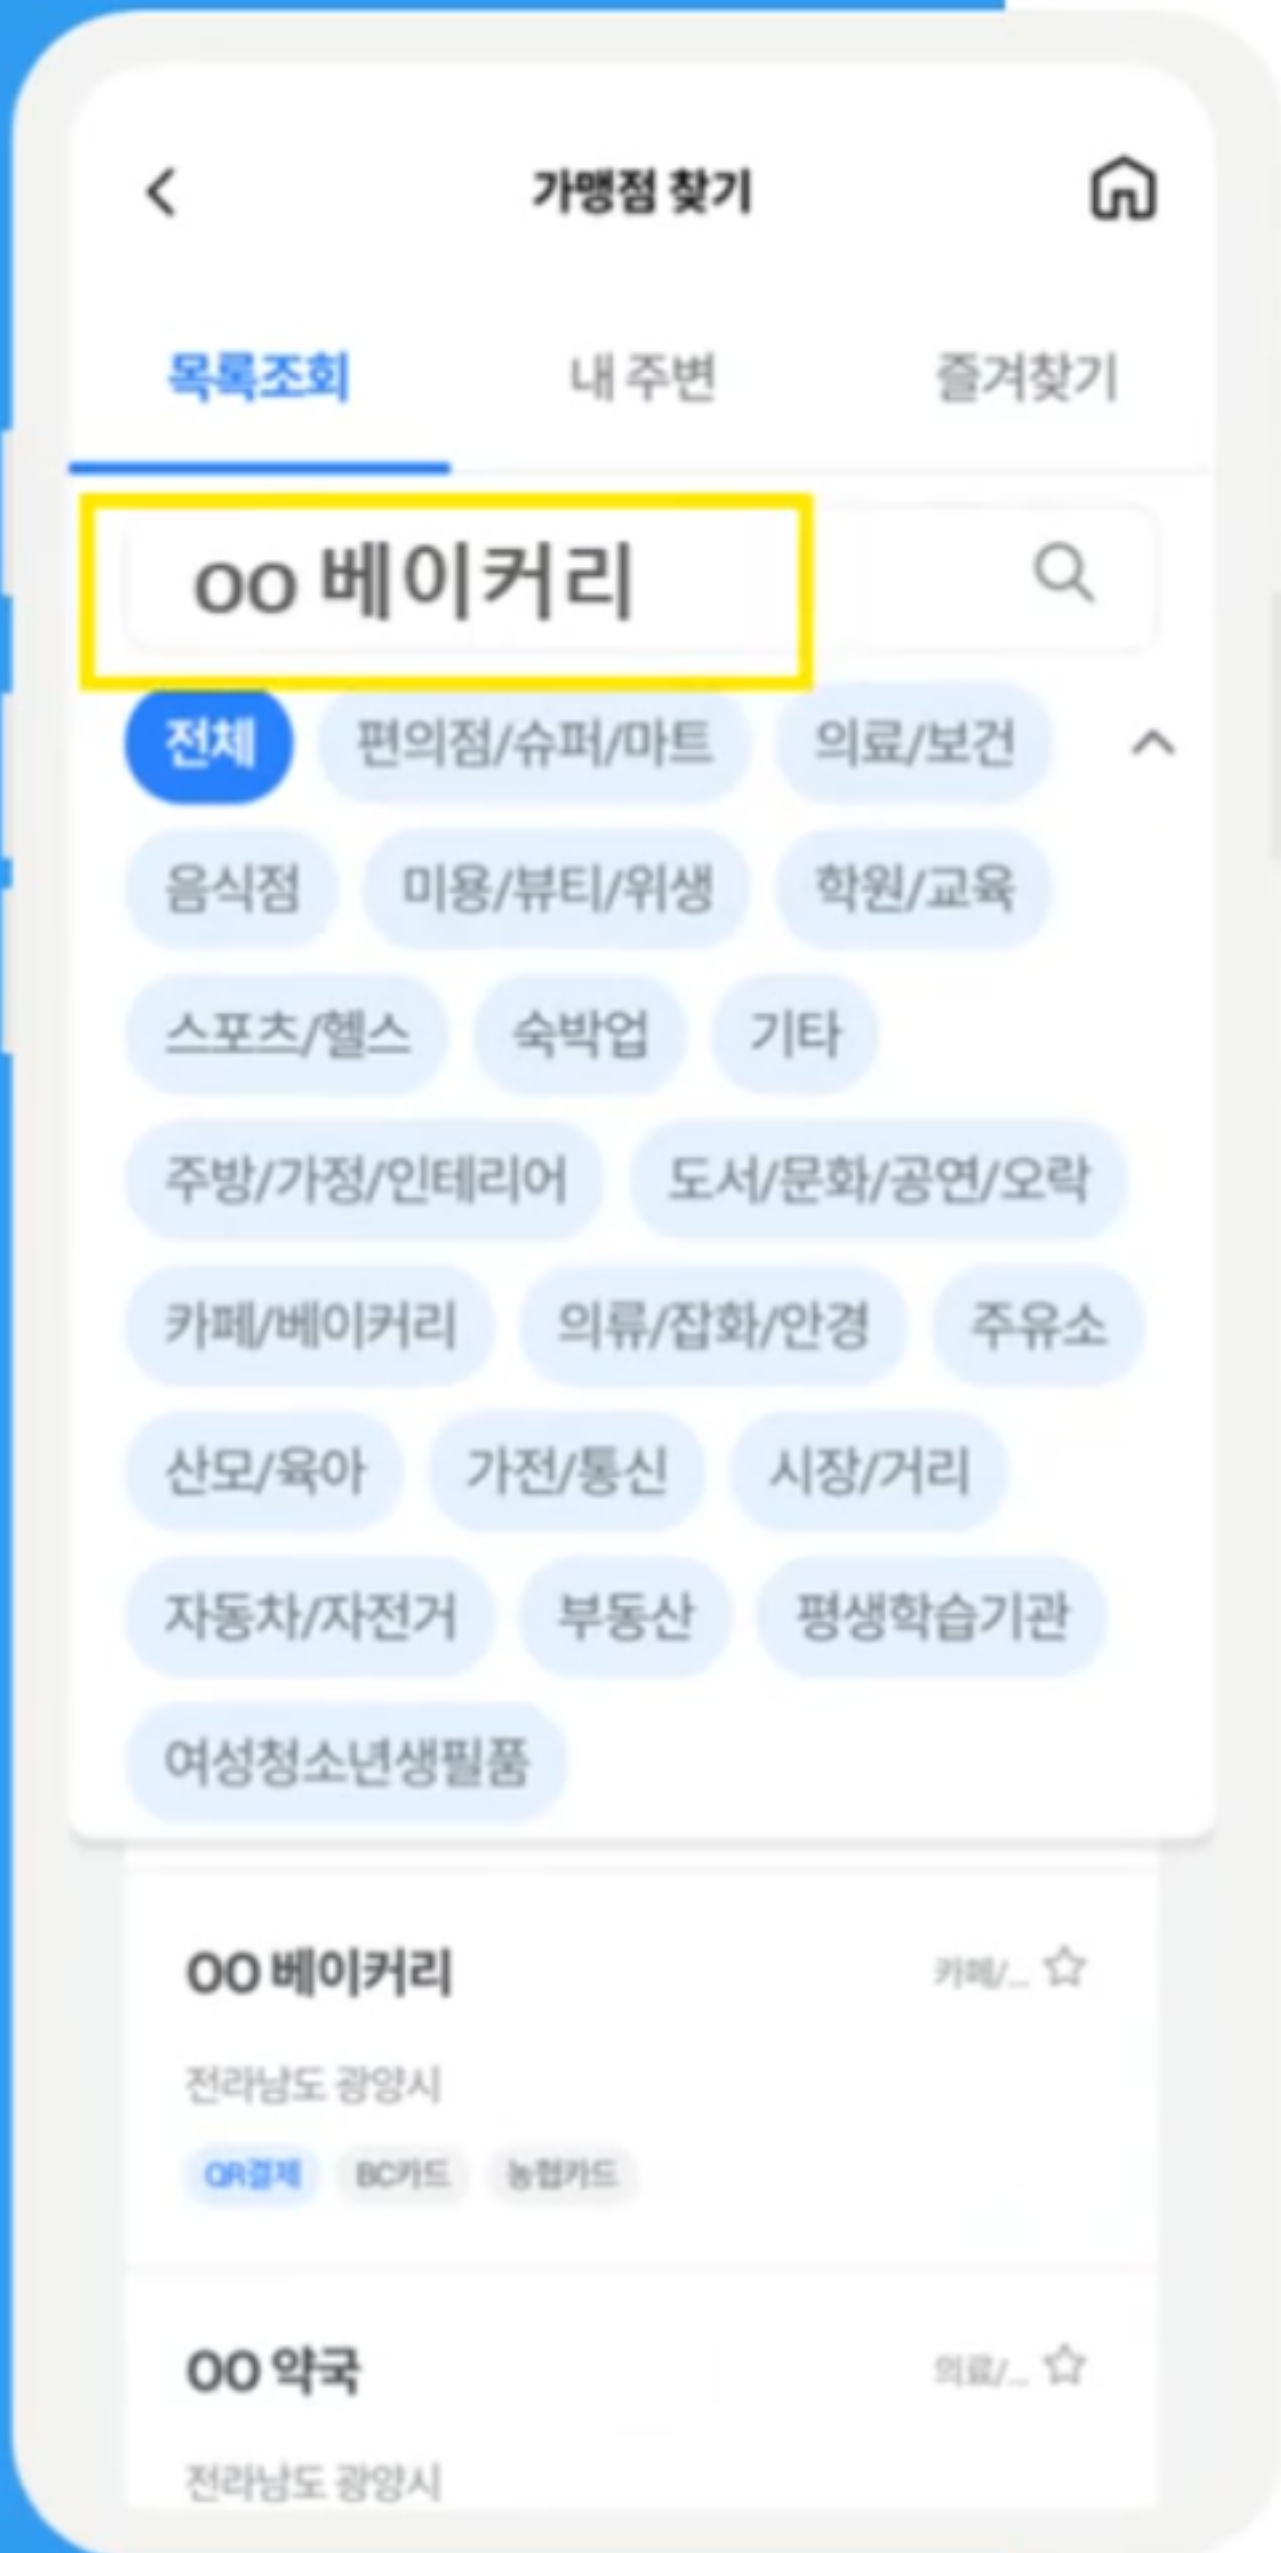 가맹점 찾기
목록조회 내 주변 즐겨찾기
oo 베이커리
전체 편의점/슈퍼/마트 의료/보건
음식점 미용/뷰티/위생 학원/교육
스포츠/헬스 숙박업 기타
주방/가정/인테리어 도서/문화/공연/오락
카페/베이커리 의류/잡화/안경 주유소
산모/육아 가전/통신 시장/거리
자동차/자전거 부동산 평생학습기관
여성청소년생필품
OO 베이커리 카페/...
전라남도 광양시
QR결제 BC카드 농협카드
OO 약국 의료/...
전라남도 광양시